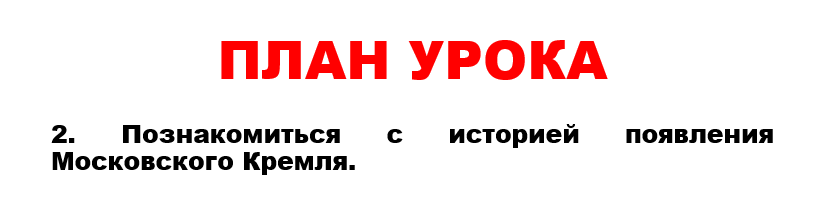 ПЛАН УРОКА
2. Познакомиться с историей появления
Московского Кремля.